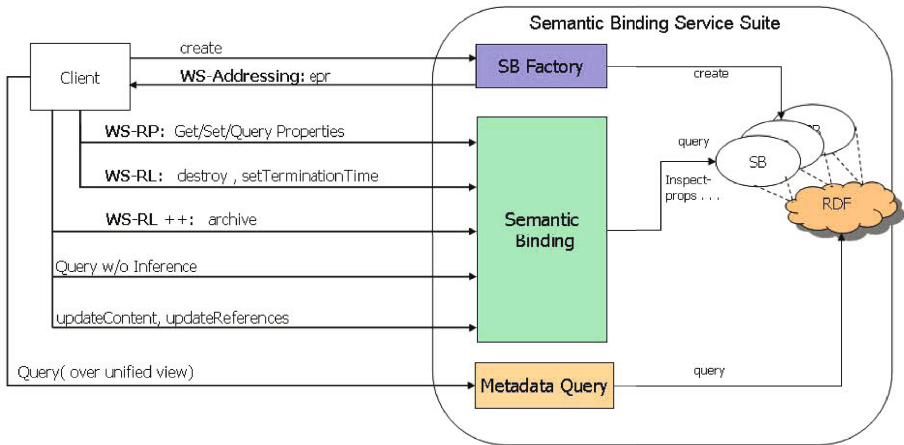 Semantic Binding Service Suite
create
Client
SB Factory
WS-Addressing: epr
create
WS-RP: Get/Set/Query Properties
query
SB
WS-RL: destroy , setTerminationTime
Inspect-
props . . .
RDF
Semantic
Binding
WS-RL ++: archive
Query w/o Inference
updateContent, updateReferences
Query( over unified view)
Metadata Query
query